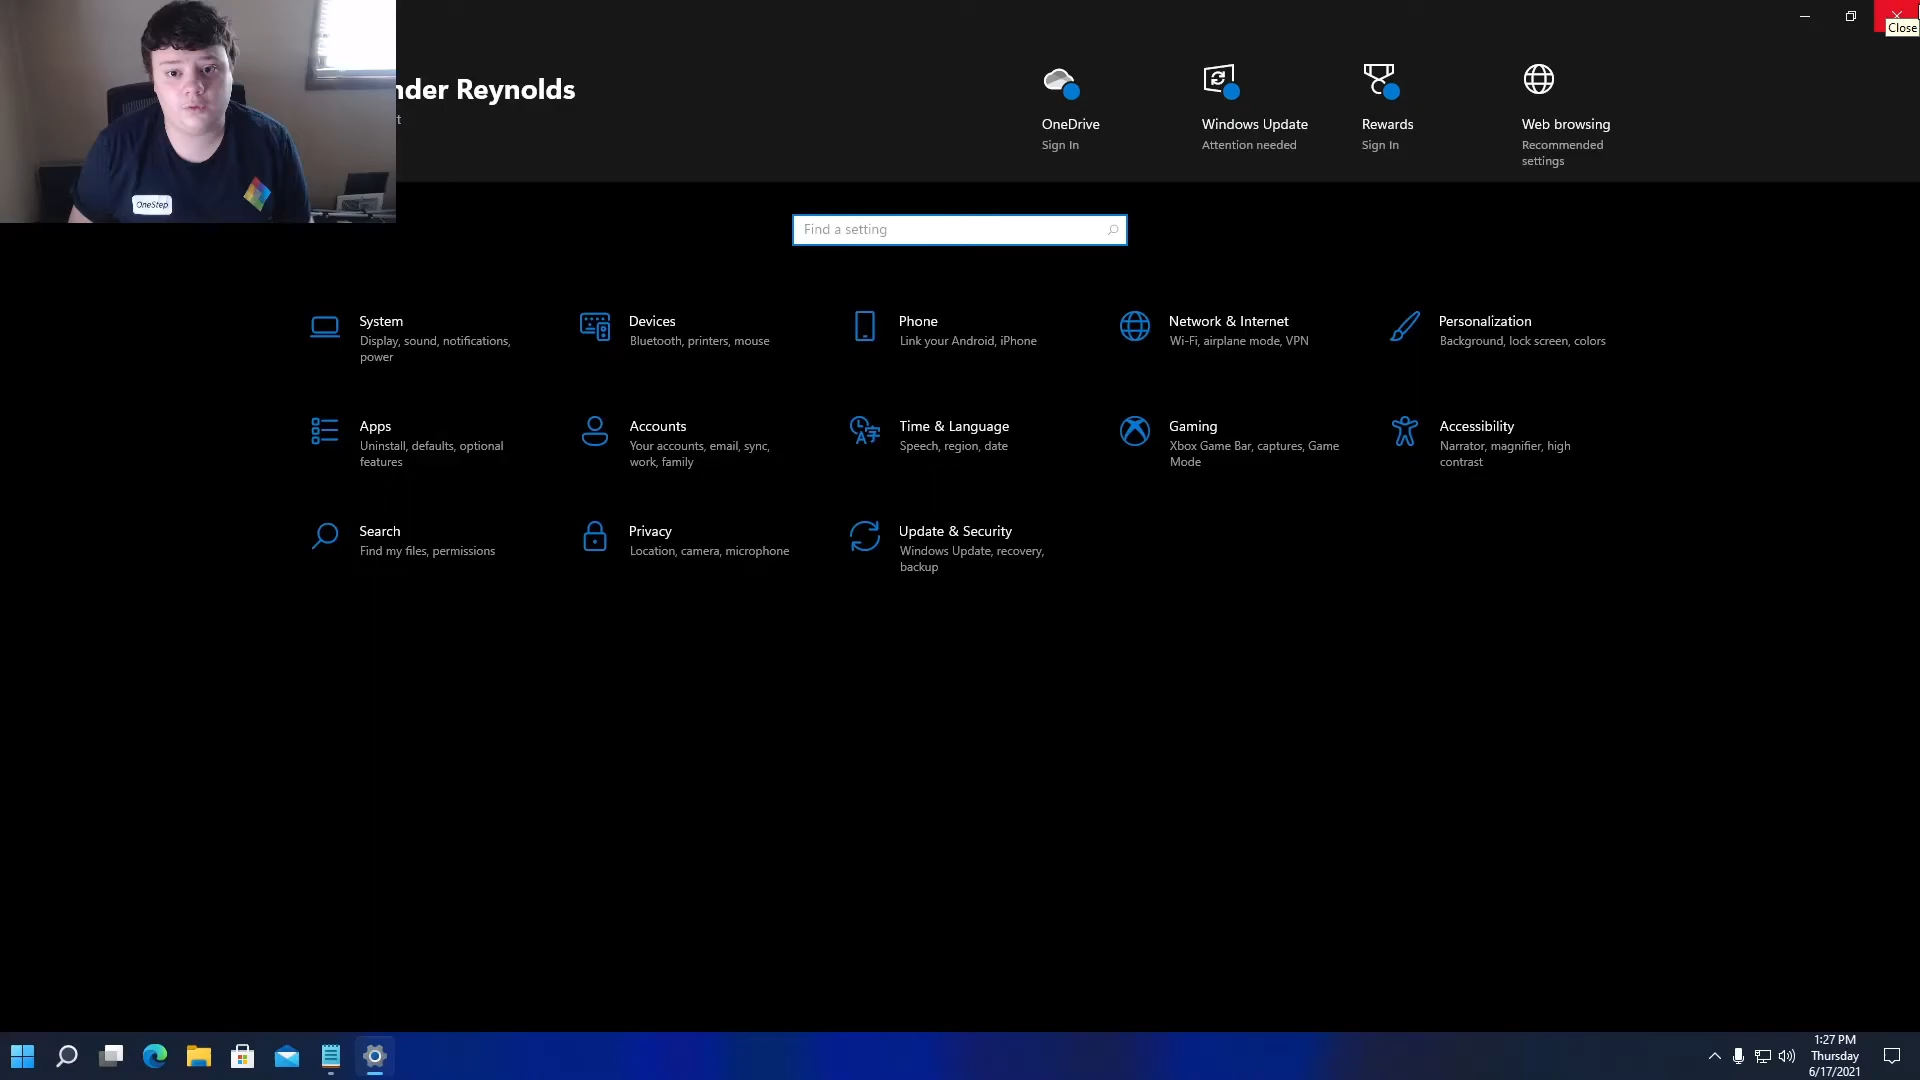 Close
nder Reynolds
t
OneDrive
Sign In
Windows Update
Attention needed
Rewards
Sign In
Web browsing
Recommended
settings
OneStep
Find a setting
System
Display, sound, notifications,
power
Devices
Bluetooth, printers, mouse
Phone
Link your Android, iPhone
Network & Internet
Wi-Fi, airplane mode, VPN
Personalization
Background, lock screen, colors
Apps
Uninstall, defaults, optional
features
Accounts
Your accounts, email, sync,
work, family
Time & Language
Speech, region, date
Gaming
Xbox Game Bar, captures, Game
Mode
Accessibility
Narrator, magnifier, high
contrast
Search
Find my files, permissions
Privacy
Location, camera, microphone
Update & Security
Windows Update, recovery,
backup
1:27 PM
Thursday
6/17/2021